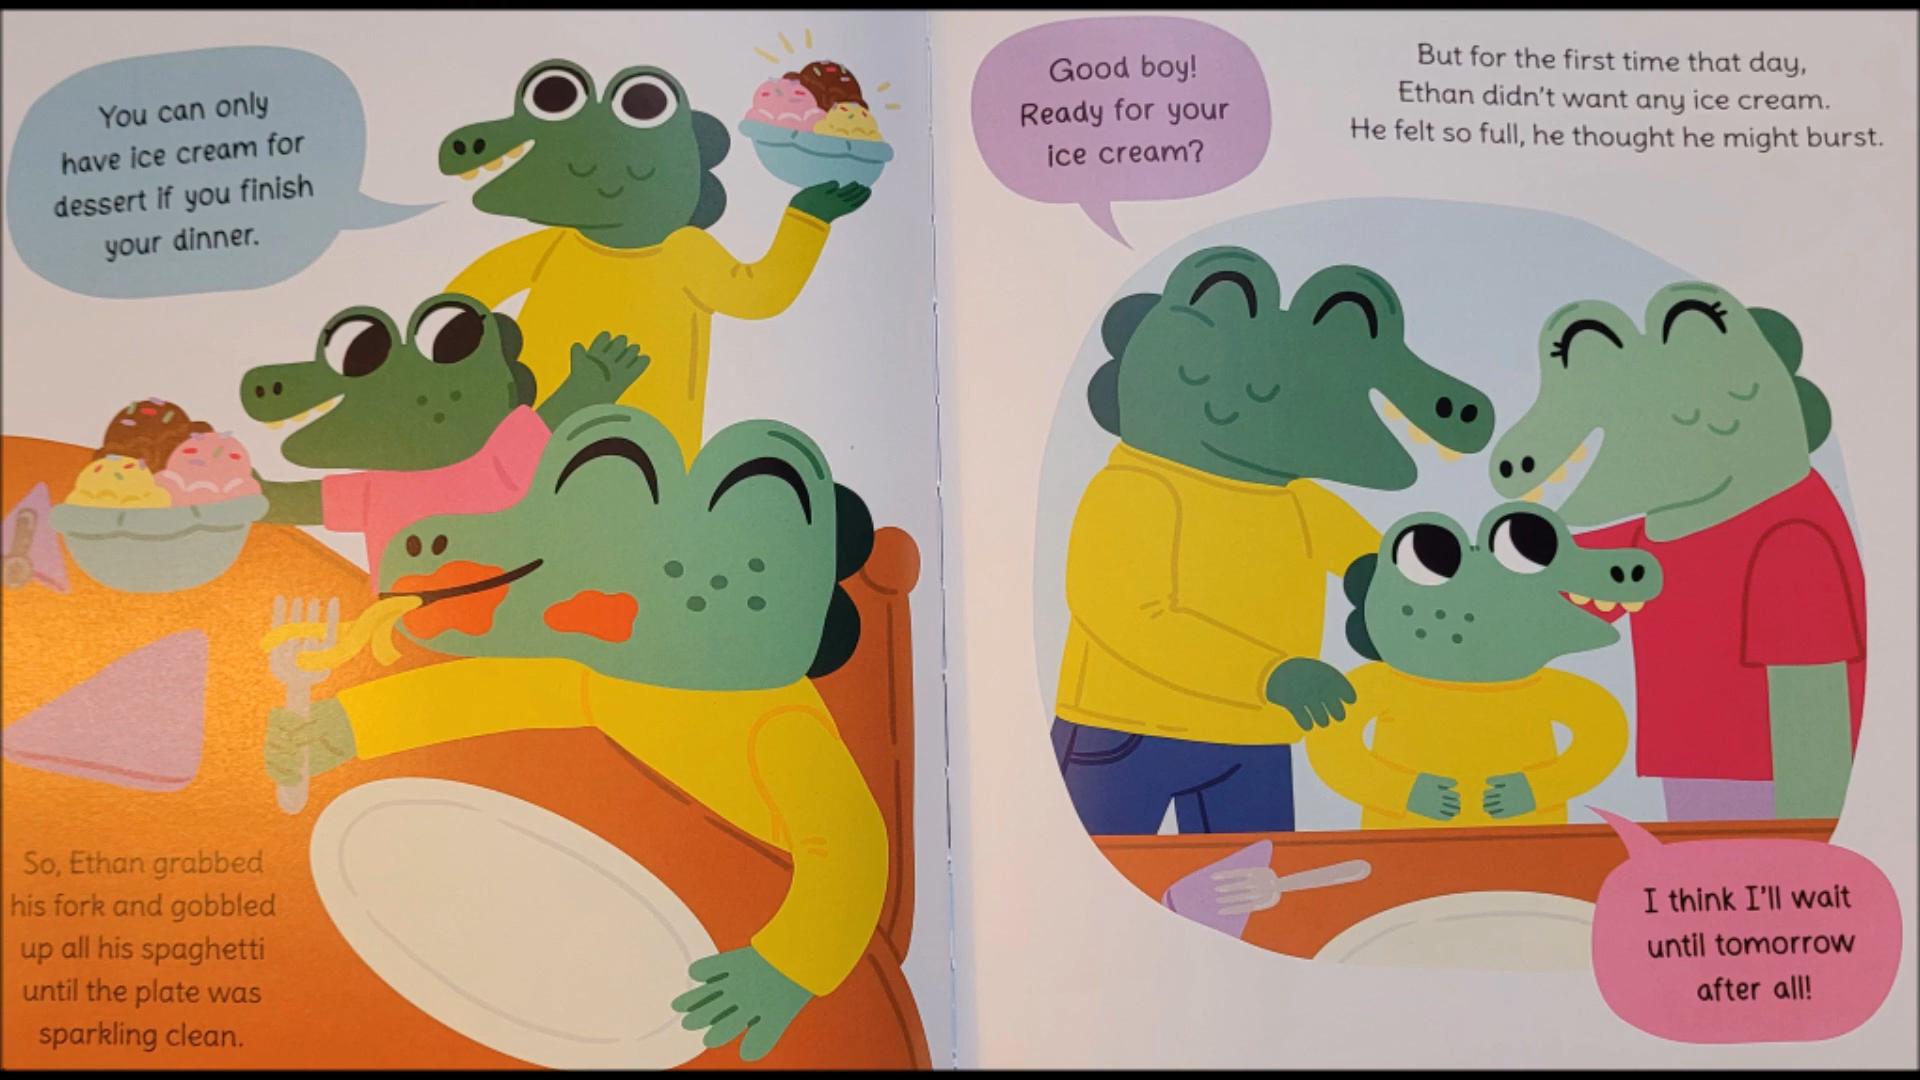 You can only
have ice cream for
dessert if you finish
your dinner.
So, Ethan grabbed
his fork and gobbled
up all his spaghetti
until the plate was
sparkling clean.
Good boy!
Ready for your
ice cream?
But for the first time that day,
Ethan didn't want any ice cream.
He felt so full, he thought he might burst.
I think I'll wait
until tomorrow
after all!